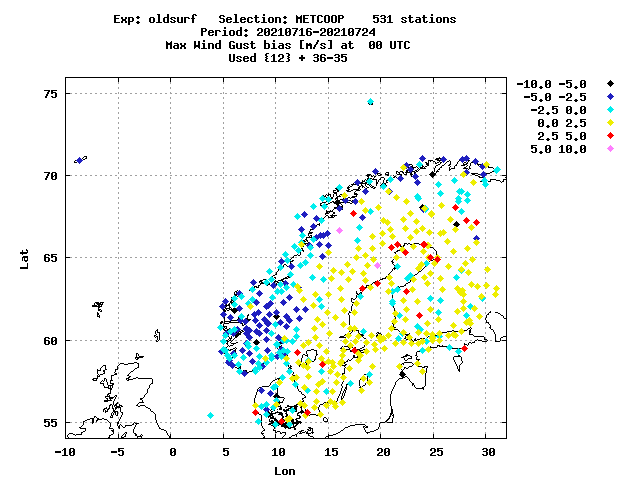 Exp: oldsurf   Selection: METCOOP    531 stations
Period: 20210716-20210724
Max Wind Gust bias [m/s] at  00 UTC
Used {12} + 36-35
-10.0 -5.0
-5.0 -2.5
-2.5 0.0
0.0 2.5
2.5 5.0
5.0 10.0
75
70
65
60
55
Lat
-10 -5 0 5 10 15 20 25 30
Lon